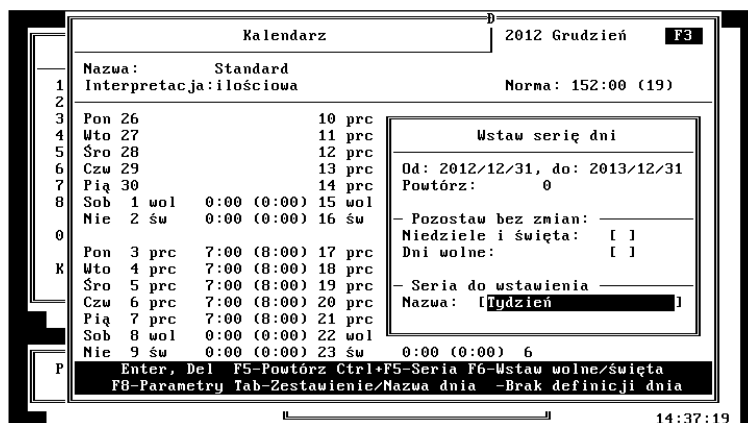 D
Kalendarz 2012 Grudzień F3
Nazwa: Standard
Interpretacja:ilościowa Norma: 152:00 (19)
1
2
3
4
5
6
7
8
0
K
P
Pon 26 10 prc
Wto 27 11 prc
Śro 28 12 prc
Czw 29 13 prc
Pią 30 14 prc
Sob 1 wol 0:00 (0:00) 15 wol
Nie 2 św 0:00 (0:00) 16 św
Pon 3 prc 7:00 (8:00) 17 prc
Wto 4 prc 7:00 (8:00) 18 prc
Śro 5 prc 7:00 (8:00) 19 prc
Czw 6 prc 7:00 (8:00) 20 prc
Pią 7 prc 7:00 (8:00) 21 prc
Sob 8 wol 0:00 (0:00) 22 wol
Nie 9 św 0:00 (0:00) 23 św 0:00 (0:00) 6
Wstaw serię dni
Od: 2012/12/31, do: 2013/12/31
Powtórz: 0
Pozostaw bez zmian:
Niedziele i święta: [ ]
Dni wolne: [ ]
Seria do wstawienia
Nazwa: [Tydzień ]
Enter, Del F5-Powtórz Ctrl+F5-Seria F6-Wstaw wolne/święta
F8-Parametry Tab-Zestawienie/Nazwa dnia -Brak definicji dnia
14:37:19